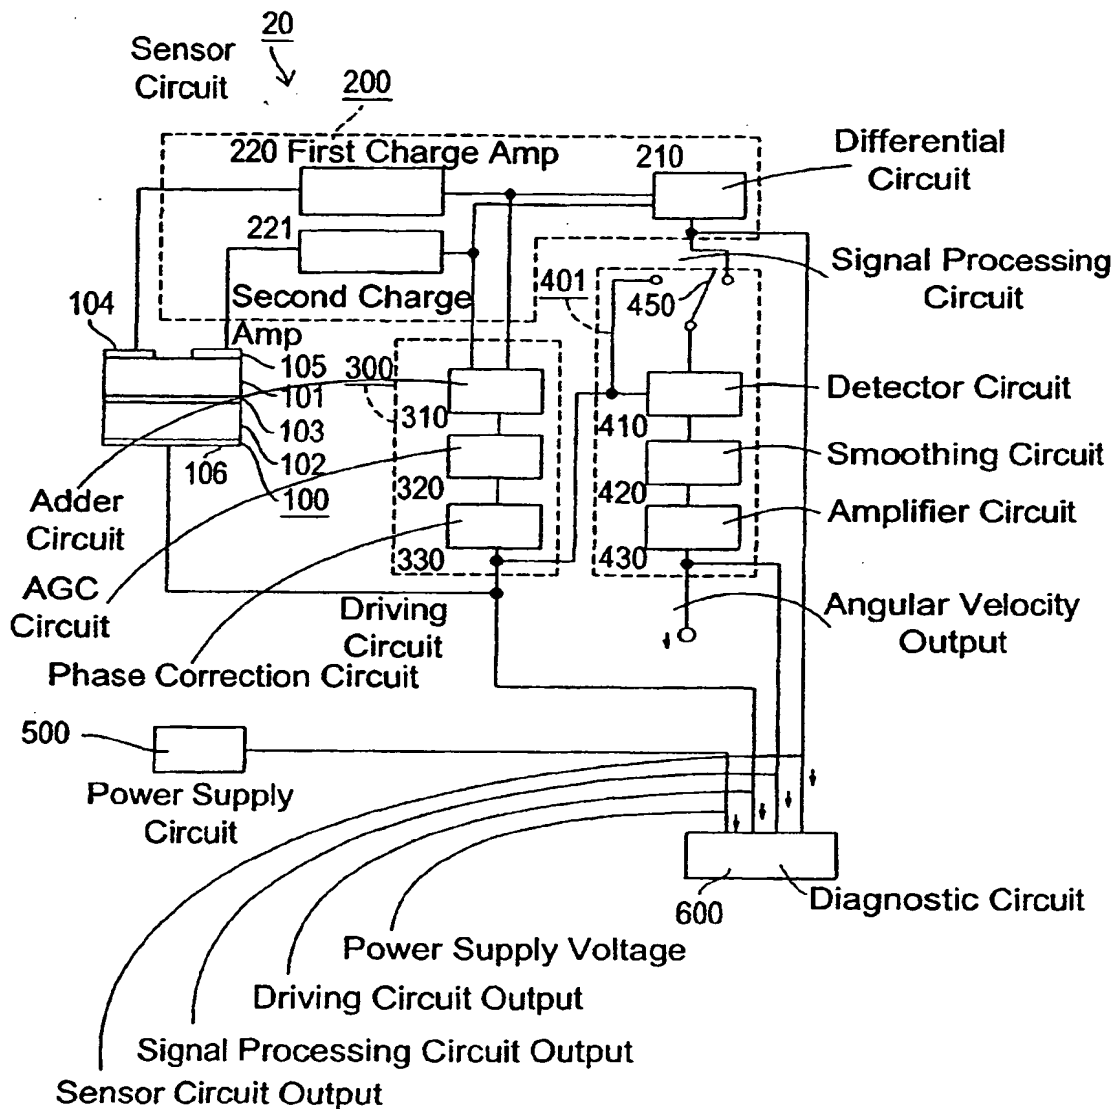 20
Sensor
Circuit
200
220 First Charge Amp
210
Differential
Circuit
221
Second Charge
Amp
Signal Processing
Circuit
401
450
104
105
101
103
102
106
100
300
310
320
330
410
420
430
Detector Circuit
Smoothing Circuit
Amplifier Circuit
Adder
Circuit
AGC
Circuit
Driving
Circuit
Phase Correction Circuit
Angular Velocity
Output
500
Power Supply
Circuit
600
Diagnostic Circuit
Power Supply Voltage
Driving Circuit Output
Signal Processing Circuit Output
Sensor Circuit Output